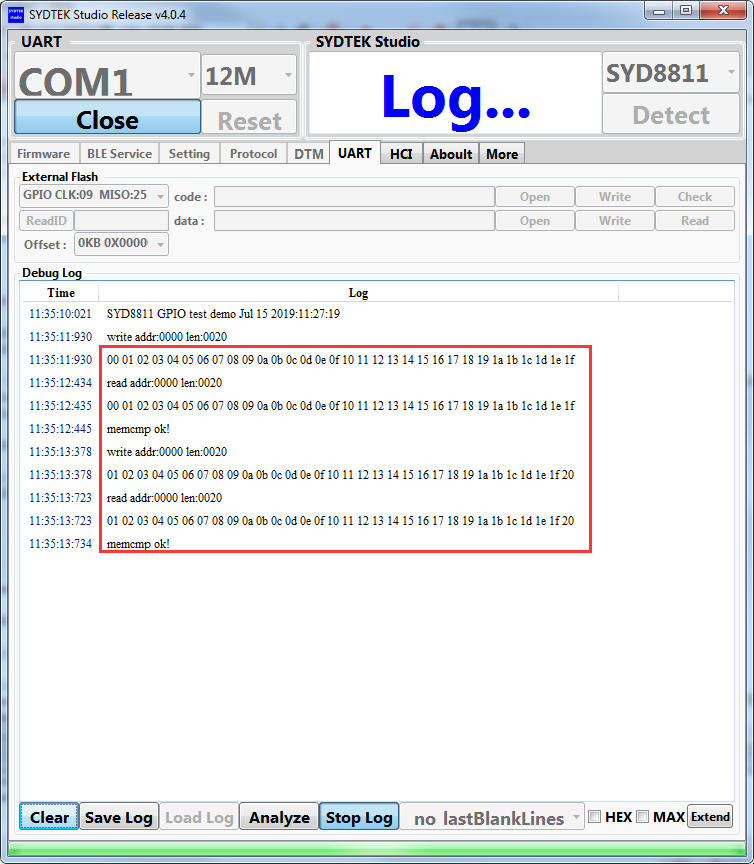 SYDTEK studio SYDTEK Studio Release v4.0.4
UART
SYDTEK Studio
COM1 12M
Log...
SYD8811
Close Reset
Detect
Firmware BLE Service Setting Protocol DTM UART HCI Aboult More
External Flash
GPIO CLK:09 MISO:25 code : Open Write Check
ReadID data : Open Write Read
Offset : 0KB 0X0000
Debug Log
Time Log
11:35:10:021 SYD8811 GPIO test demo Jul 15 2019:11:27:19
11:35:11:930 write addr:0000 len:0020
11:35:11:930 00 01 02 03 04 05 06 07 08 09 0a 0b 0c 0d 0e 0f 10 11 12 13 14 15 16 17 18 19 1a 1b 1c 1d 1e 1f
11:35:12:434 read addr:0000 len:0020
11:35:12:435 00 01 02 03 04 05 06 07 08 09 0a 0b 0c 0d 0e 0f 10 11 12 13 14 15 16 17 18 19 1a 1b 1c 1d 1e 1f
11:35:12:445 memcmp ok!
11:35:13:378 write addr:0000 len:0020
11:35:13:378 01 02 03 04 05 06 07 08 09 0a 0b 0c 0d 0e 0f 10 11 12 13 14 15 16 17 18 19 1a 1b 1c 1d 1e 1f 20
11:35:13:723 read addr:0000 len:0020
11:35:13:723 01 02 03 04 05 06 07 08 09 0a 0b 0c 0d 0e 0f 10 11 12 13 14 15 16 17 18 19 1a 1b 1c 1d 1e 1f 20
11:35:13:734 memcmp ok!
Clear Save Log Load Log Analyze Stop Log no lastBlankLines HEX MAX Extend